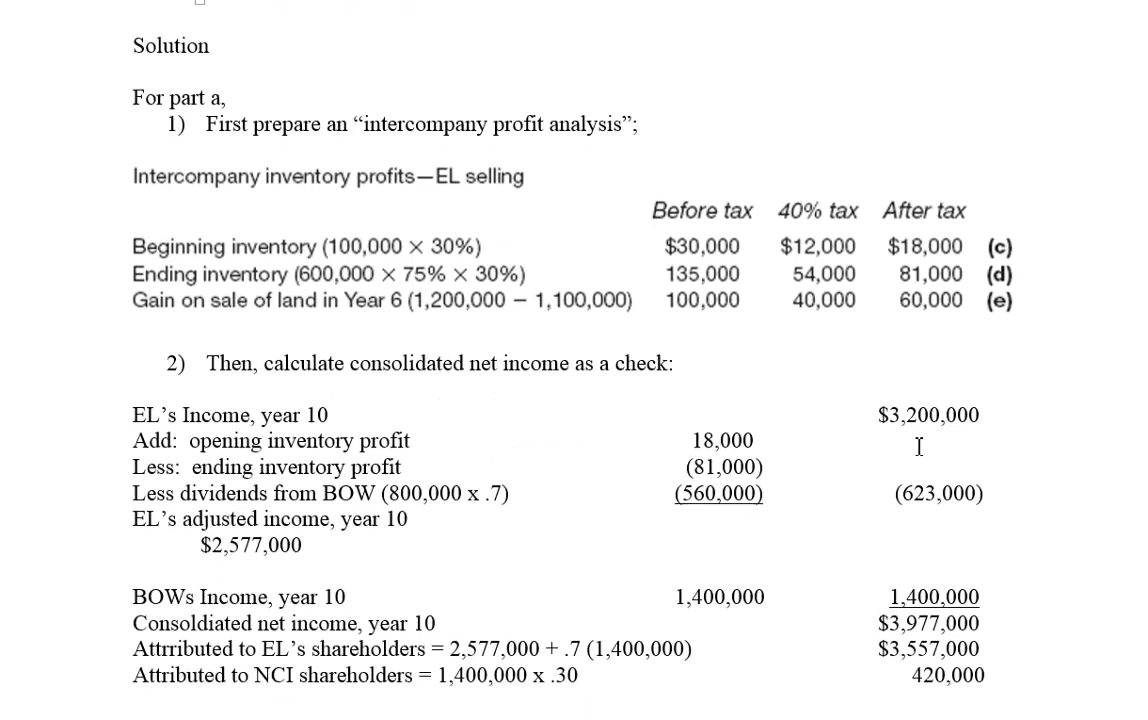 Solution
For part a,
1) First prepare an “intercompany profit analysis”;
Intercompany inventory profits—EL selling
Before tax 40% tax After tax
Beginning inventory (100,000 × 30%) $30,000 $12,000 $18,000 (c)
Ending inventory (600,000 × 75% × 30%) 135,000 54,000 81,000 (d)
Gain on sale of land in Year 6 (1,200,000 − 1,100,000) 100,000 40,000 60,000 (e)
2) Then, calculate consolidated net income as a check:
EL’s Income, year 10 $3,200,000
Add: opening inventory profit 18,000
Less: ending inventory profit (81,000)
Less dividends from BOW (800,000 x .7) (560,000) (623,000)
EL’s adjusted income, year 10
$2,577,000
BOWs Income, year 10 1,400,000 1,400,000
Consoldiated net income, year 10 $3,977,000
Attrributed to EL’s shareholders = 2,577,000 + .7 (1,400,000) $3,557,000
Attributed to NCI shareholders = 1,400,000 x .30 420,000